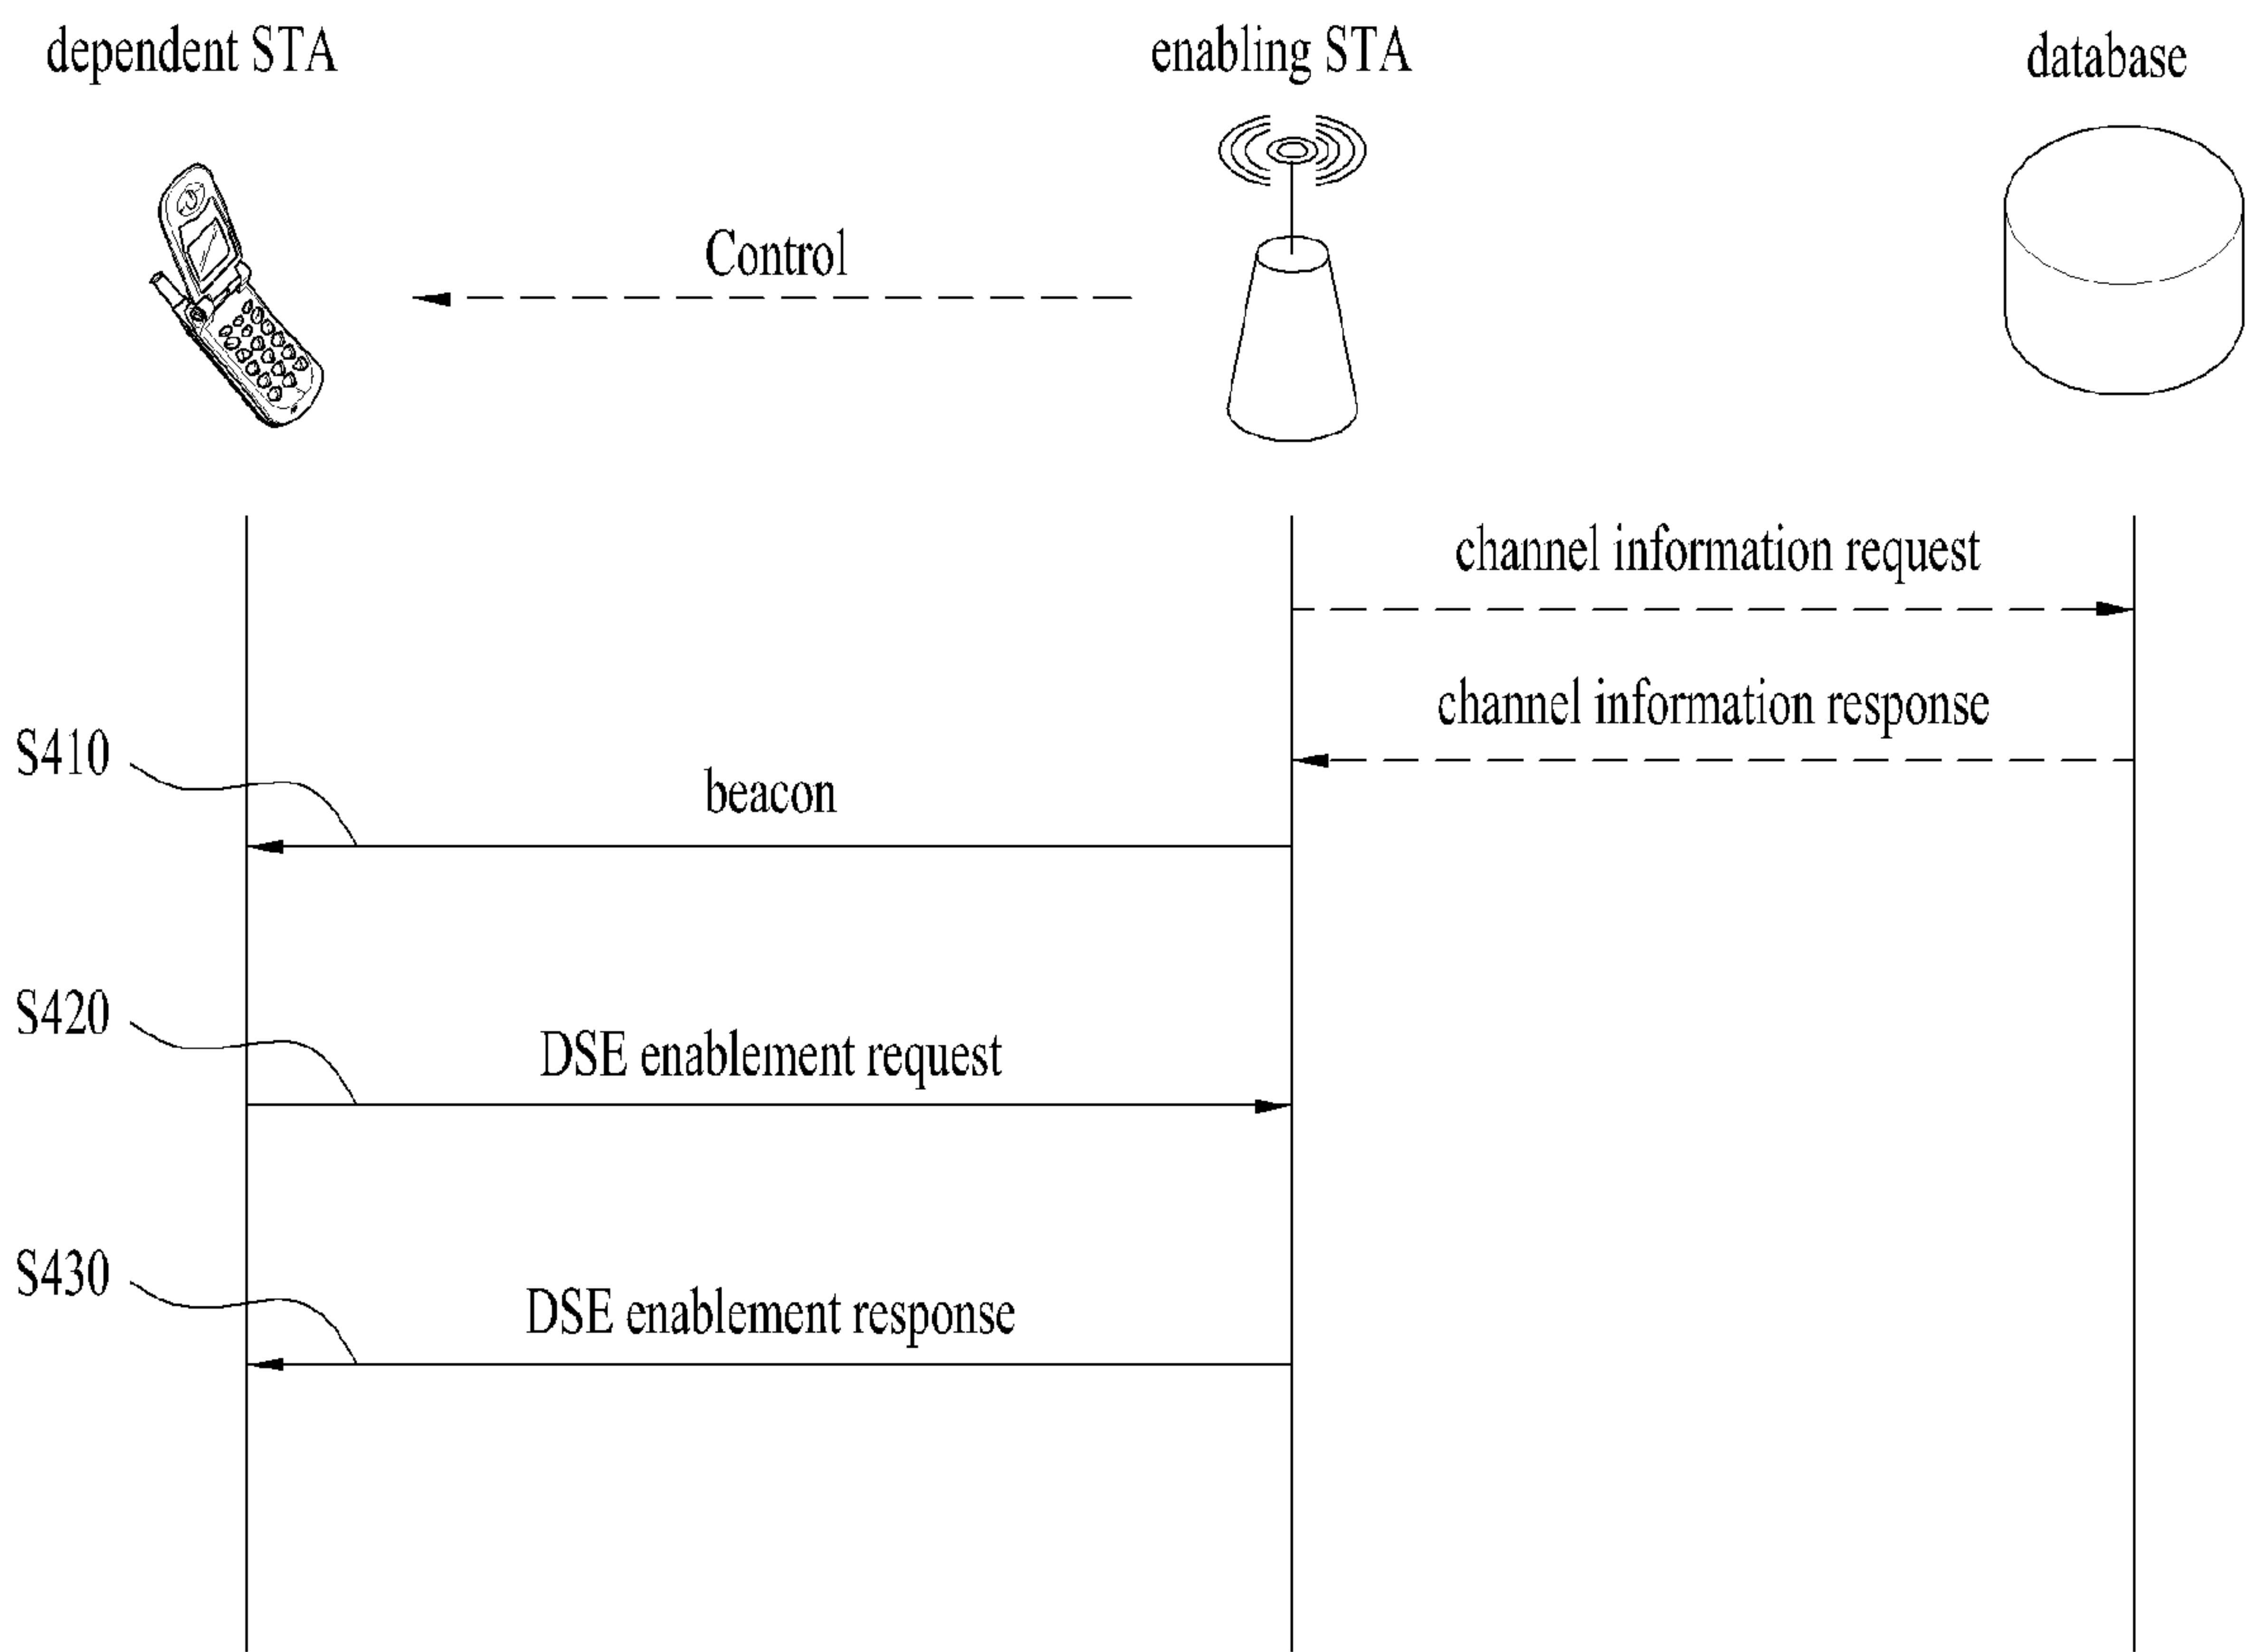 dependent STA
enabling STA
database
Control
channel information request
channel information response
S410
beacon
S420
DSE enablement request
S430
DSE enablement response